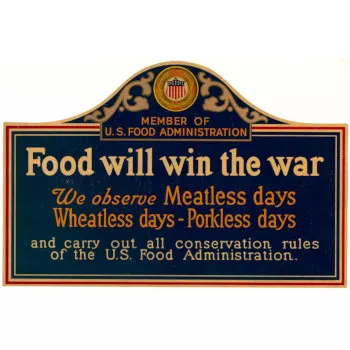 MEMBER OF
U.S. FOOD ADMINISTRATION
Food will win the war
We observe Meatless days
Wheatless days - Porkless days
and carry out all conservation rules
of the U.S. Food Administration.